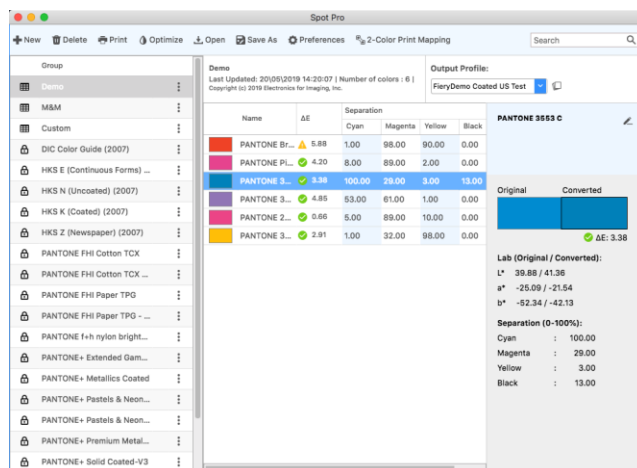 Spot Pro
New Delete Print Optimize Open Save As Preferences 2-Color Print Mapping Search
Group
Demo
M&M
Custom
DIC Color Guide (2007)
HKS E (Continuous Forms) ...
HKS N (Uncoated) (2007)
HKS K (Coated) (2007)
HKS Z (Newspaper) (2007)
PANTONE FHI Cotton TCX
PANTONE FHI Cotton TCX ...
PANTONE FHI Paper TPG
PANTONE FHI Paper TPG - ...
PANTONE f+h nylon bright...
PANTONE+ Extended Gam...
PANTONE+ Metallics Coated
PANTONE+ Pastels & Neon...
PANTONE+ Pastels & Neon...
PANTONE+ Premium Metal...
PANTONE+ Solid Coated-V3
Demo
Last Updated: 20\05\2019 14:20:07 | Number of colors : 6 |
Copyright (c) 2019 Electronics for Imaging, Inc.
Output Profile:
FieryDemo Coated US Test
Name ΔE Separation
Cyan Magenta Yellow Black
PANTONE Br... 5.88 1.00 98.00 90.00 0.00
PANTONE Pi... 4.20 8.00 89.00 2.00 0.00
PANTONE 3... 3.38 100.00 29.00 3.00 13.00
PANTONE 3... 4.85 53.00 61.00 1.00 0.00
PANTONE 2... 0.66 5.00 89.00 10.00 0.00
PANTONE 3... 2.91 1.00 32.00 98.00 0.00
PANTONE 3553 C
Original Converted
ΔE: 3.38
Lab (Original / Converted):
L* 39.88 / 41.36
a* -25.09 / -21.54
b* -52.34 / -42.13
Separation (0-100%):
Cyan : 100.00
Magenta : 29.00
Yellow : 3.00
Black : 13.00